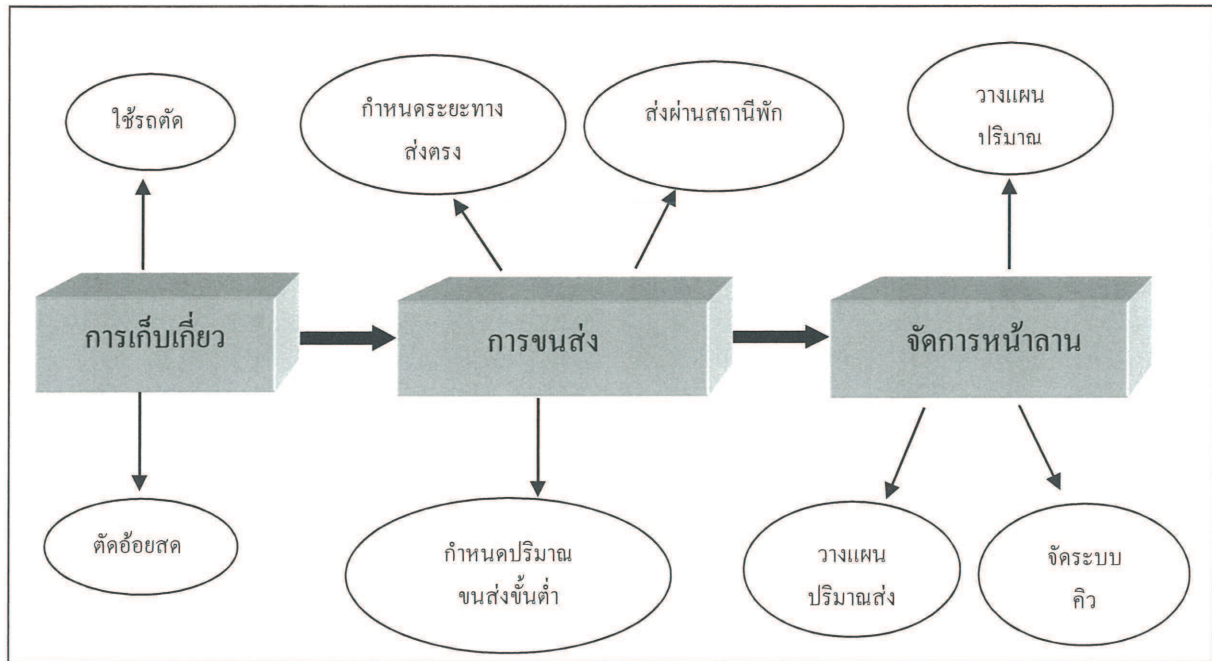 ใช้รถตัด
กำหนดระยะทาง
ส่งตรง
ส่งผ่านสถานีพัก
วางแผน
ปริมาณ
การเก็บเกี่ยว
การขนส่ง
จัดการหน้าลาน
ตัดอ้อยสด
กำหนดปริมาณ
ขนส่งขั้นต่ำ
วางแผน
ปริมาณส่ง
จัดระบบ
คิว